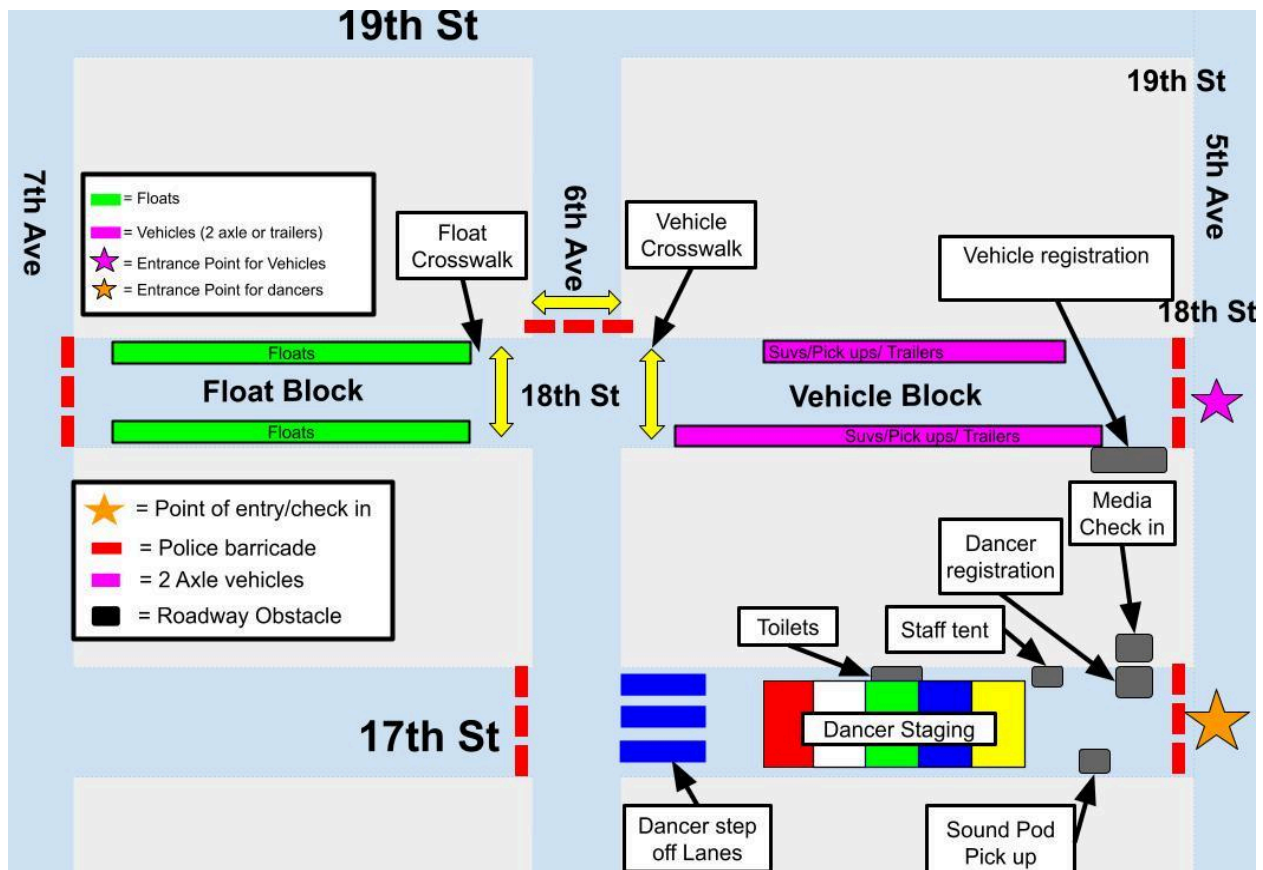 19th St
19th St
5th Ave
7th Ave
6th Ave
= Floats
= Vehicles (2 axle or trailers)
= Entrance Point for Vehicles
= Entrance Point for dancers
Float
Crosswalk
Vehicle
Crosswalk
Vehicle registration
18th St
Floats
Float Block
Floats
18th St
Suvs/Pick ups/ Trailers
Vehicle Block
Suvs/Pick ups/ Trailers
= Point of entry/check in
= Police barricade
= 2 Axle vehicles
= Roadway Obstacle
Media
Check in
Dancer
registration
Toilets
Staff tent
17th St
Dancer Staging
Dancer step
off Lanes
Sound Pod
Pick up